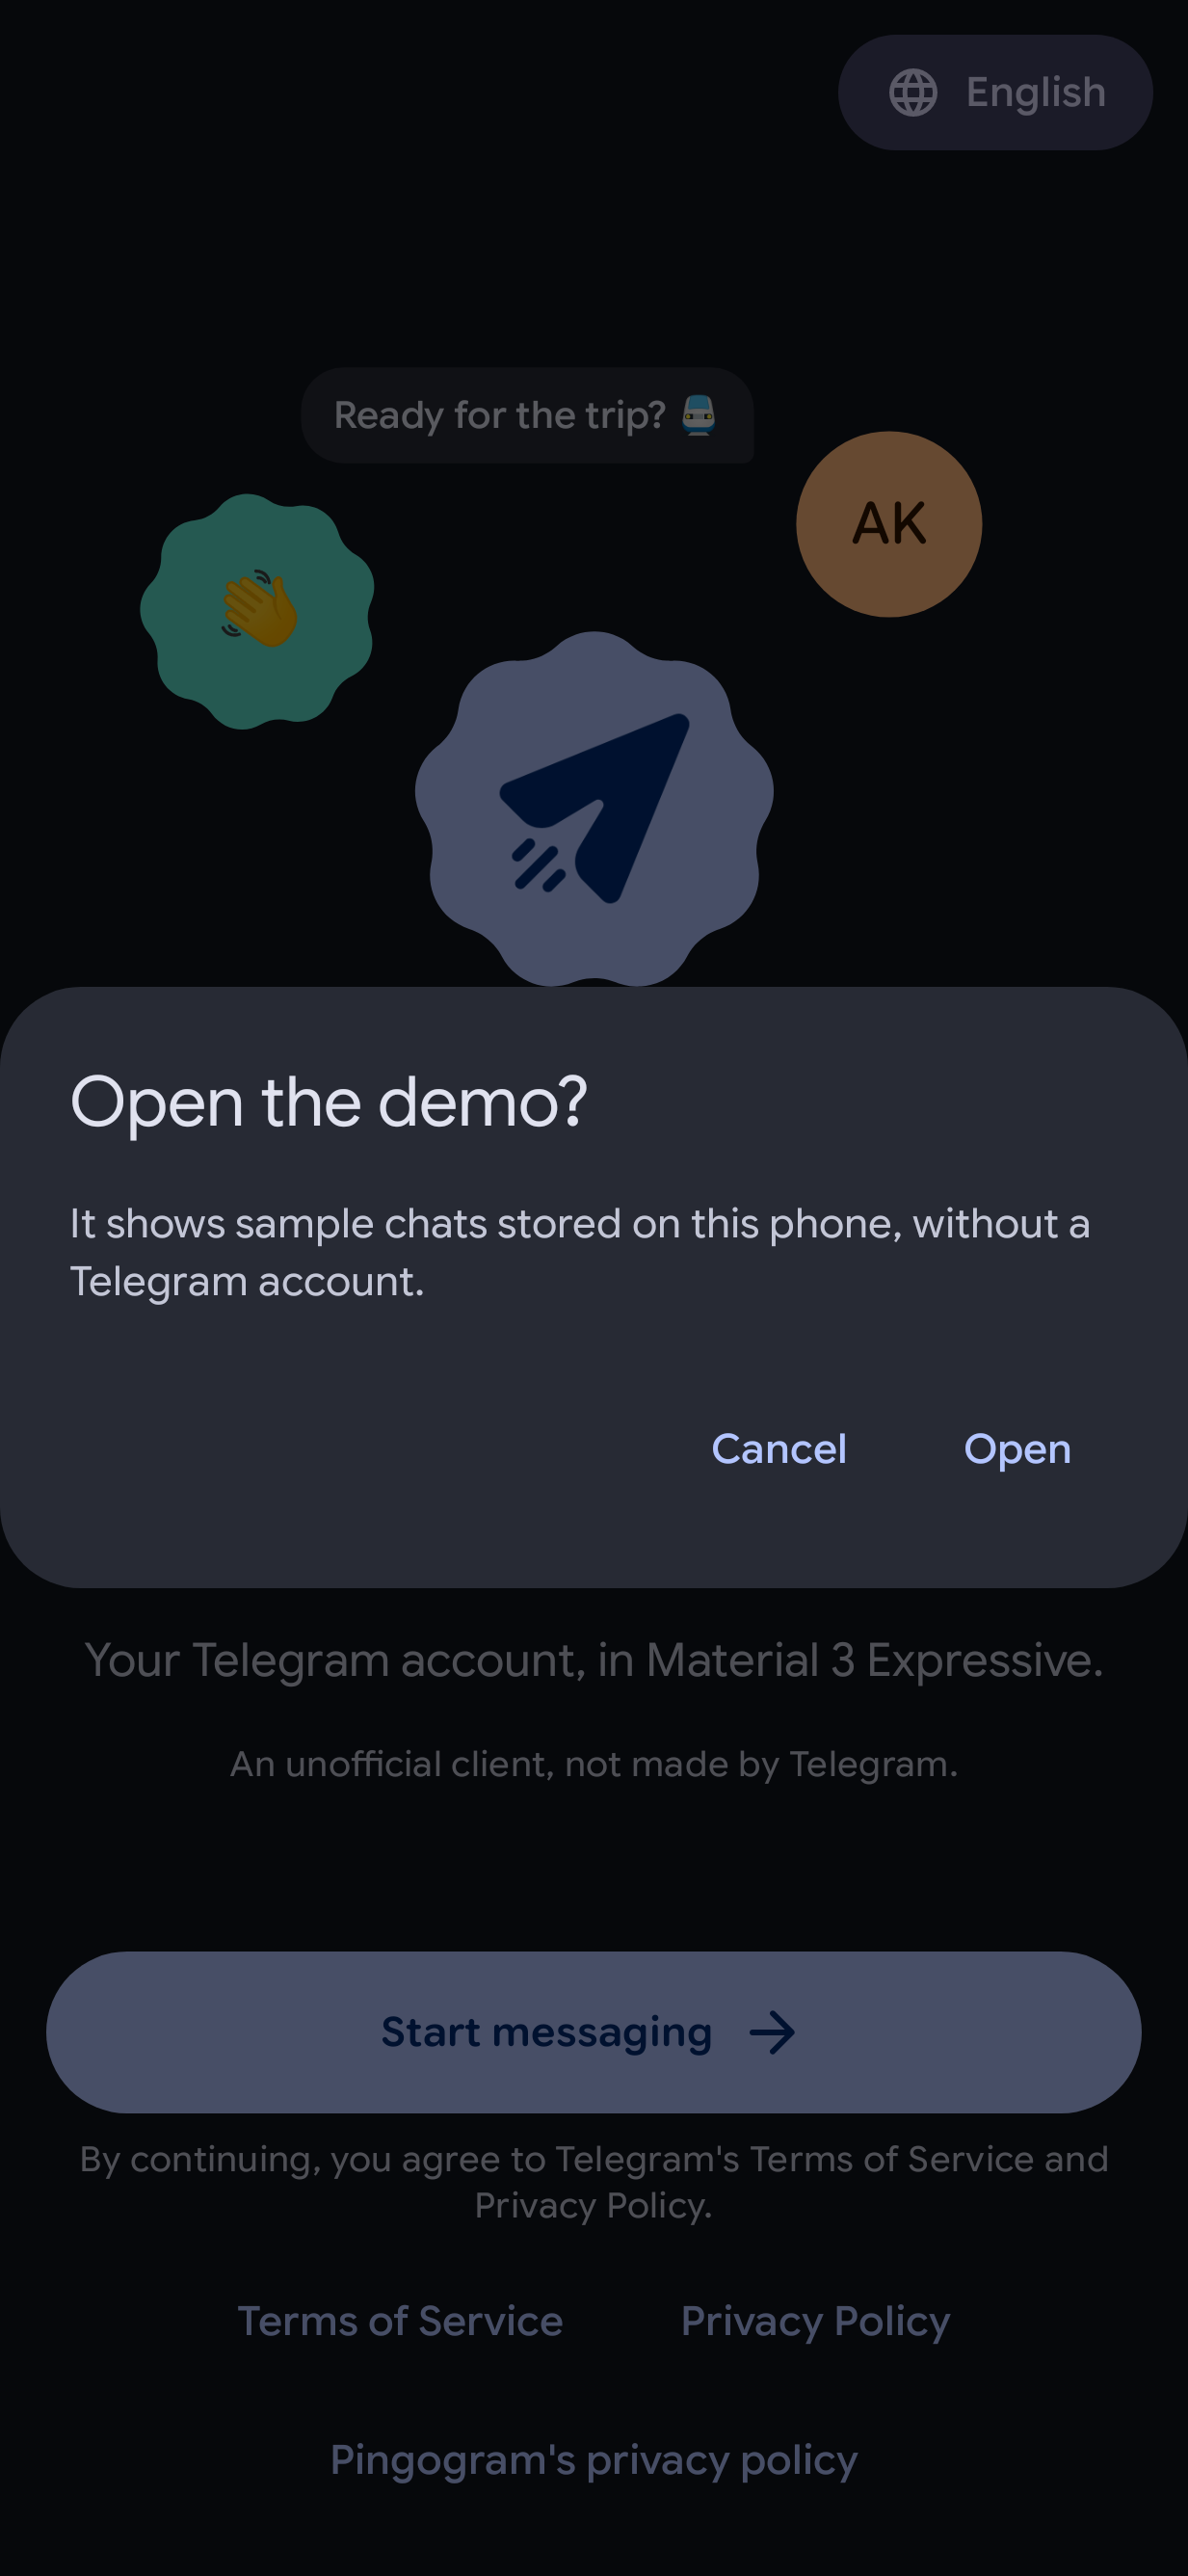 English
Ready for the trip? 🚅
AK
Open the demo?
It shows sample chats stored on this phone, without a
Telegram account.
Cancel
Open
Your Telegram account, in Material 3 Expressive.
An unofficial client, not made by Telegram.
Start messaging
By continuing, you agree to Telegram's Terms of Service and
Privacy Policy.
Terms of Service
Privacy Policy
Pingogram's privacy policy